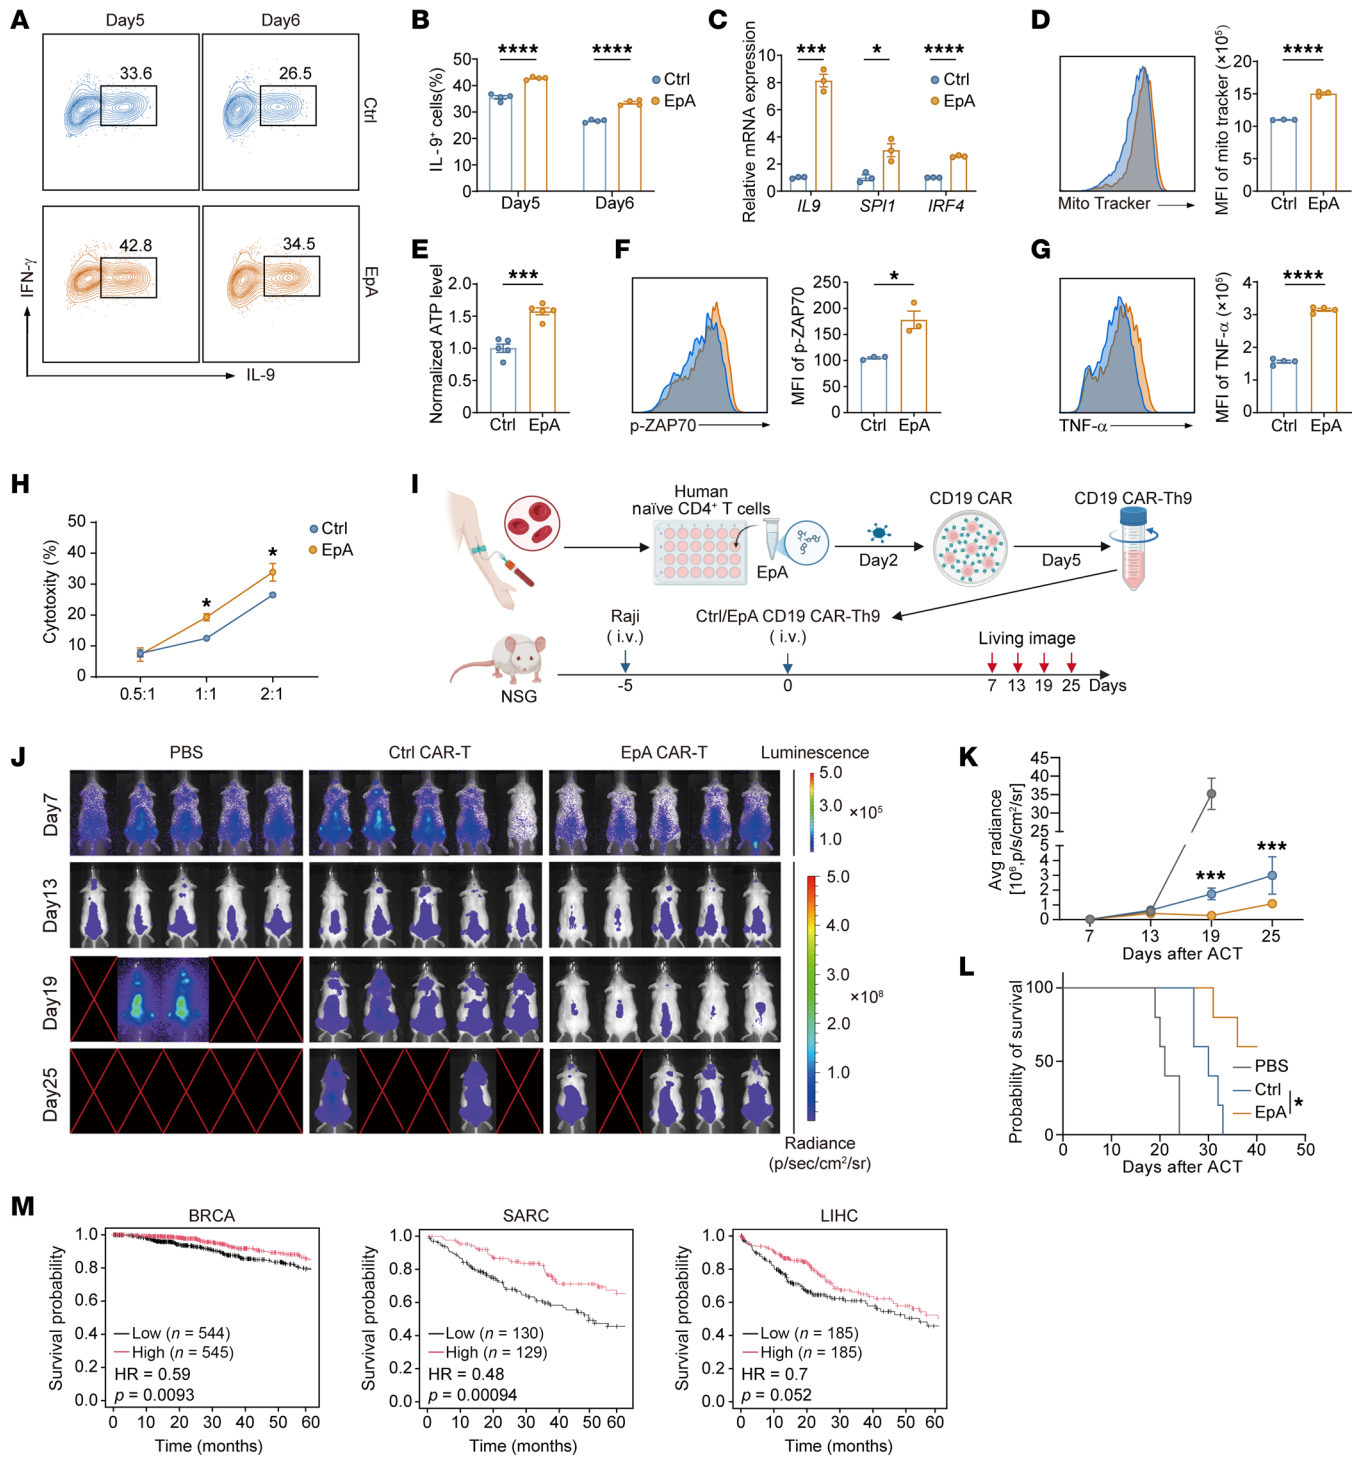 A
Day5
Day6
33.6
26.5
Ctrl
42.8
34.5
EpA
IFN-γ
IL-9
B
****
****
50
40
30
20
10
0
IL-9⁺ cells(%)
Ctrl
EpA
Day5
Day6
C
***
*
****
10
8
6
4
2
0
Relative mRNA expression
Ctrl
EpA
IL9
SPI1
IRF4
D
Mito Tracker
****
20
15
10
5
0
MFI of mito tracker (×10⁵)
Ctrl EpA
E
***
2.0
1.5
1.0
0.5
0
Normalized ATP level
Ctrl EpA
F
p-ZAP70
*
250
200
150
100
50
0
MFI of p-ZAP70
Ctrl EpA
G
TNF-α
****
4
3
2
1
0
MFI of TNF-α (×10⁵)
Ctrl EpA
H
50
40
30
20
10
0
Cytotoxity (%)
Ctrl
EpA
*
*
0.5:1
1:1
2:1
I
Human
naïve CD4⁺ T cells
EpA
Day2
CD19 CAR
Day5
CD19 CAR-Th9
Raji
( i.v.)
Ctrl/EpA CD19 CAR-Th9
( i.v.)
Living image
NSG
-5
0
7 13 19 25 Days
J
PBS
Ctrl CAR-T
EpA CAR-T
Luminescence
Day7
Day13
Day19
Day25
5.0
3.0
×10⁵
1.0
5.0
4.0
3.0
×10⁸
2.0
1.0
Radiance
(p/sec/cm²/sr)
K
45
40
35
30
25
5
4
3
2
1
0
Avg radiance
[10⁶,p/s/cm²/sr]
***
***
7 13 19 25
Days after ACT
L
100
50
0
Probability of survival
PBS
Ctrl
EpA
*
0 10 20 30 40 50
Days after ACT
M
BRCA
1.0
0.8
0.6
0.4
0.2
0.0
Survival probability
Low (n = 544)
High (n = 545)
HR = 0.59
p = 0.0093
0 10 20 30 40 50 60
Time (months)
SARC
1.0
0.8
0.6
0.4
0.2
0.0
Survival probability
Low (n = 130)
High (n = 129)
HR = 0.48
p = 0.00094
0 10 20 30 40 50 60
Time (months)
LIHC
1.0
0.8
0.6
0.4
0.2
0.0
Survival probability
Low (n = 185)
High (n = 185)
HR = 0.7
p = 0.052
0 10 20 30 40 50 60
Time (months)